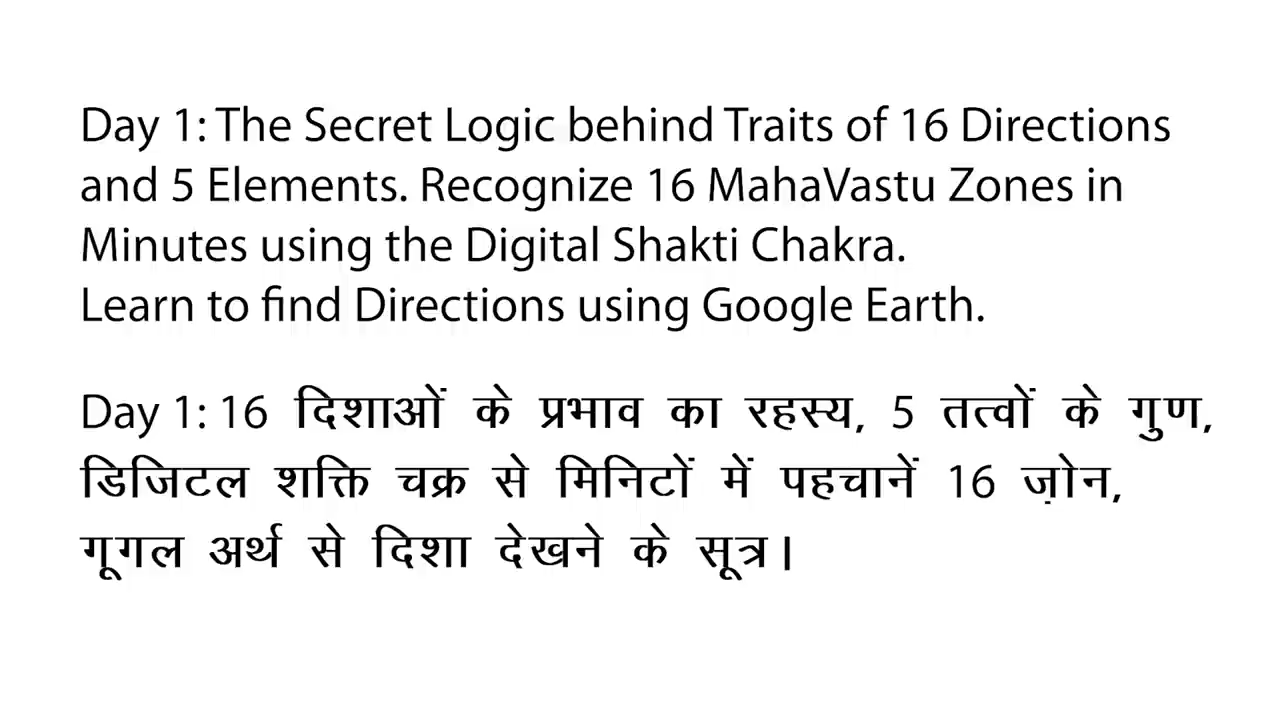 Day 1: The Secret Logic behind Traits of 16 Directions
and 5 Elements. Recognize 16 MahaVastu Zones in
Minutes using the Digital Shakti Chakra.
Learn to find Directions using Google Earth.
Day 1: 16 दिशाओं के प्रभाव का रहस्य, 5 तत्वों के गुण,
डिजिटल शक्ति चक्र से मिनिटों में पहचानें 16 ज़ोन,
गूगल अर्थ से दिशा देखने के सूत्र।